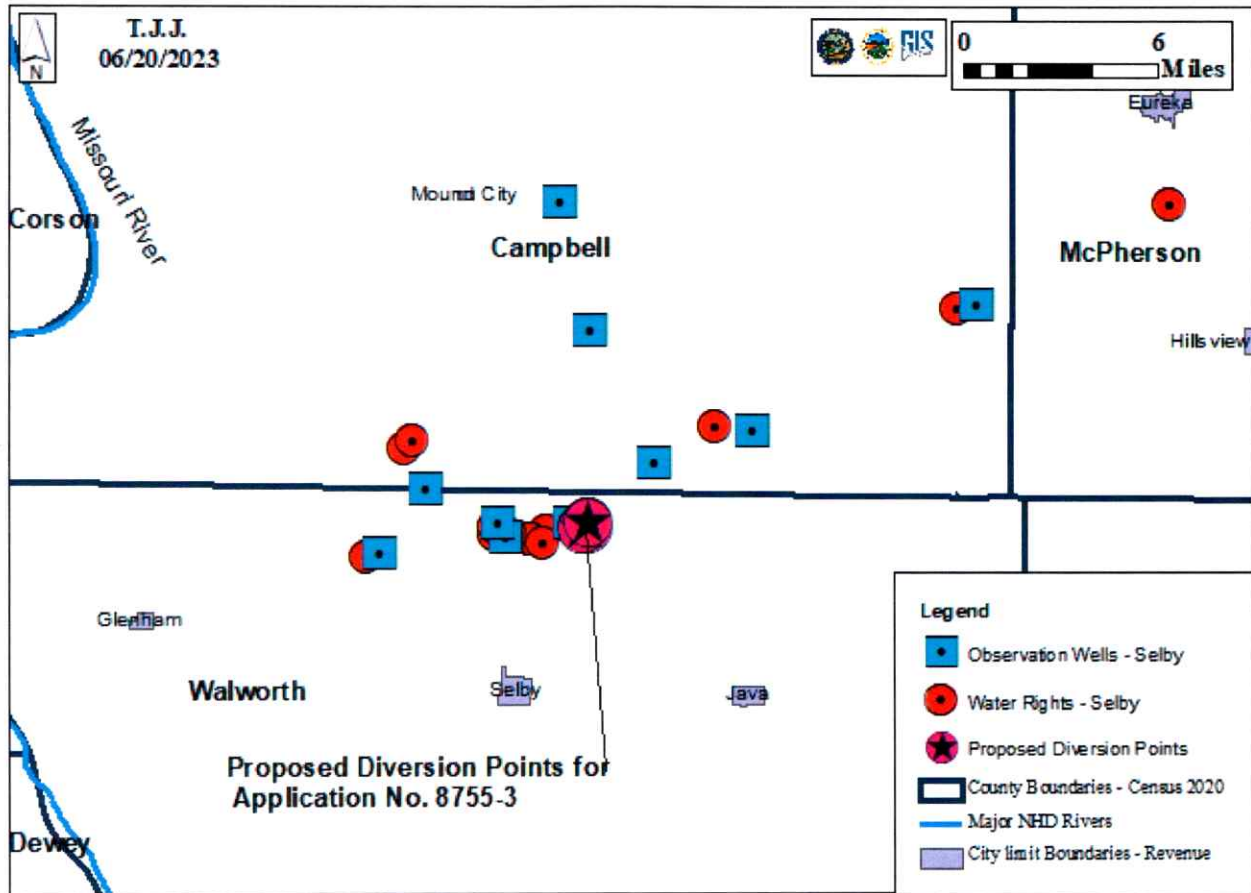 T.J.J.
06/20/2023
N
GIS
0 6
Miles
Eureka
Missouri River
Mound City
Corson
Campbell
McPherson
Hillsview
Glenham
Walworth
Selby
Java
Proposed Diversion Points for
Application No. 8755-3
Dewey
Legend
Observation Wells - Selby
Water Rights - Selby
Proposed Diversion Points
County Boundaries - Census 2020
Major NHD Rivers
City limit Boundaries - Revenue